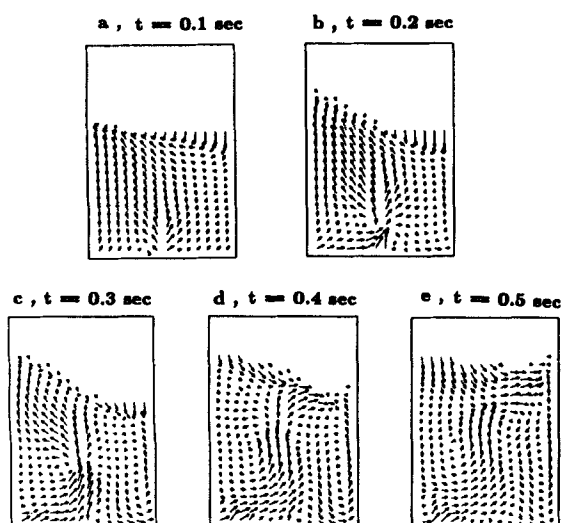 a , t = 0.1 sec
b , t = 0.2 sec
c , t = 0.3 sec
d , t = 0.4 sec
e , t = 0.5 sec